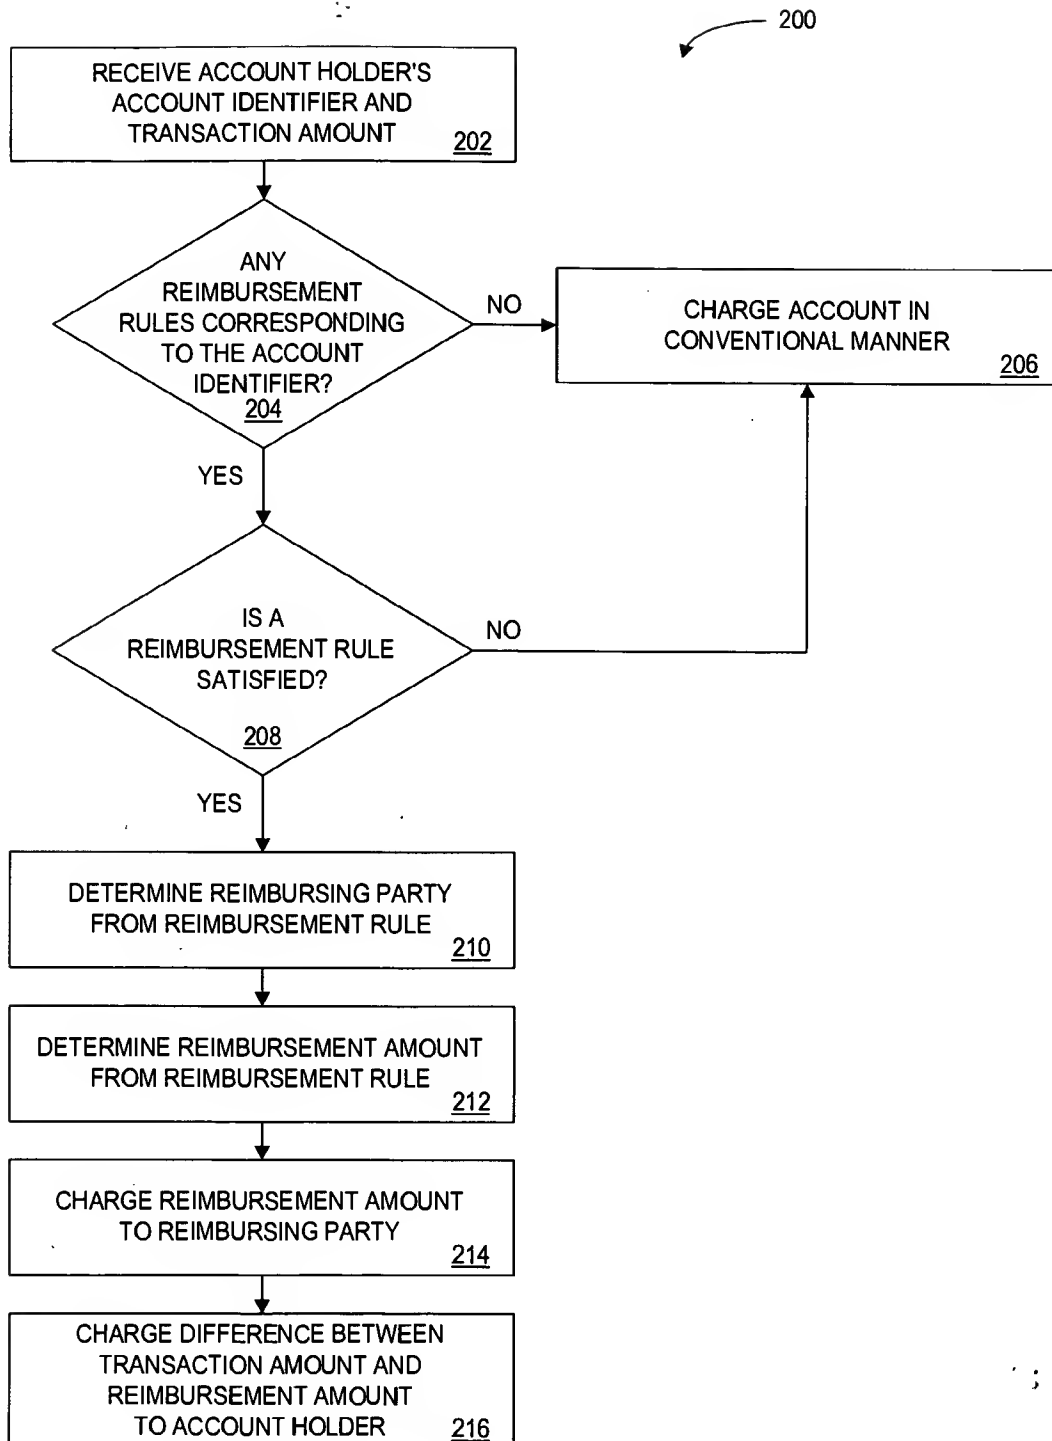 200
RECEIVE ACCOUNT HOLDER'S
ACCOUNT IDENTIFIER AND
TRANSACTION AMOUNT
202
ANY
REIMBURSEMENT
RULES CORRESPONDING
TO THE ACCOUNT
IDENTIFIER?
204
NO
CHARGE ACCOUNT IN
CONVENTIONAL MANNER
206
YES
IS A
REIMBURSEMENT RULE
SATISFIED?
208
NO
YES
DETERMINE REIMBURSING PARTY
FROM REIMBURSEMENT RULE
210
DETERMINE REIMBURSEMENT AMOUNT
FROM REIMBURSEMENT RULE
212
CHARGE REIMBURSEMENT AMOUNT
TO REIMBURSING PARTY
214
CHARGE DIFFERENCE BETWEEN
TRANSACTION AMOUNT AND
REIMBURSEMENT AMOUNT
TO ACCOUNT HOLDER
216